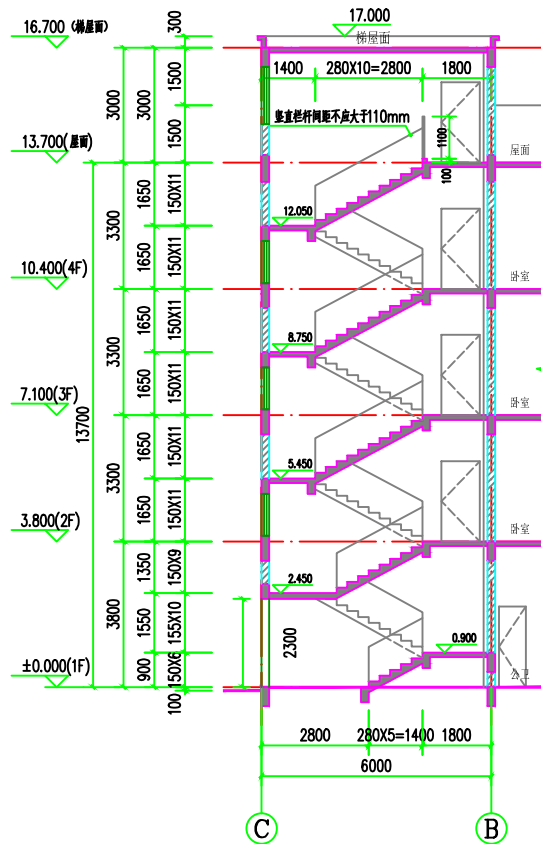 17.000
16.700 (梯屋面)
300
梯屋面
1400
280X10=2800
1800
1500
3000
3000
竖直栏杆间距不应大于110mm
1500
1100
13.700(屋面)
屋面
100
1650
150X11
3300
12.050
1650
150X11
10.400(4F)
卧室
1650
150X11
3300
8.750
1650
150X11
7.100(3F)
卧室
13700
1650
150X11
3300
5.450
1650
150X11
3.800(2F)
卧室
1350
150X9
2.450
3800
1550
155X10
2300
0.900
±0.000(1F)
900
150X6
公卫
100
2800
280X5=1400
1800
6000
C
B